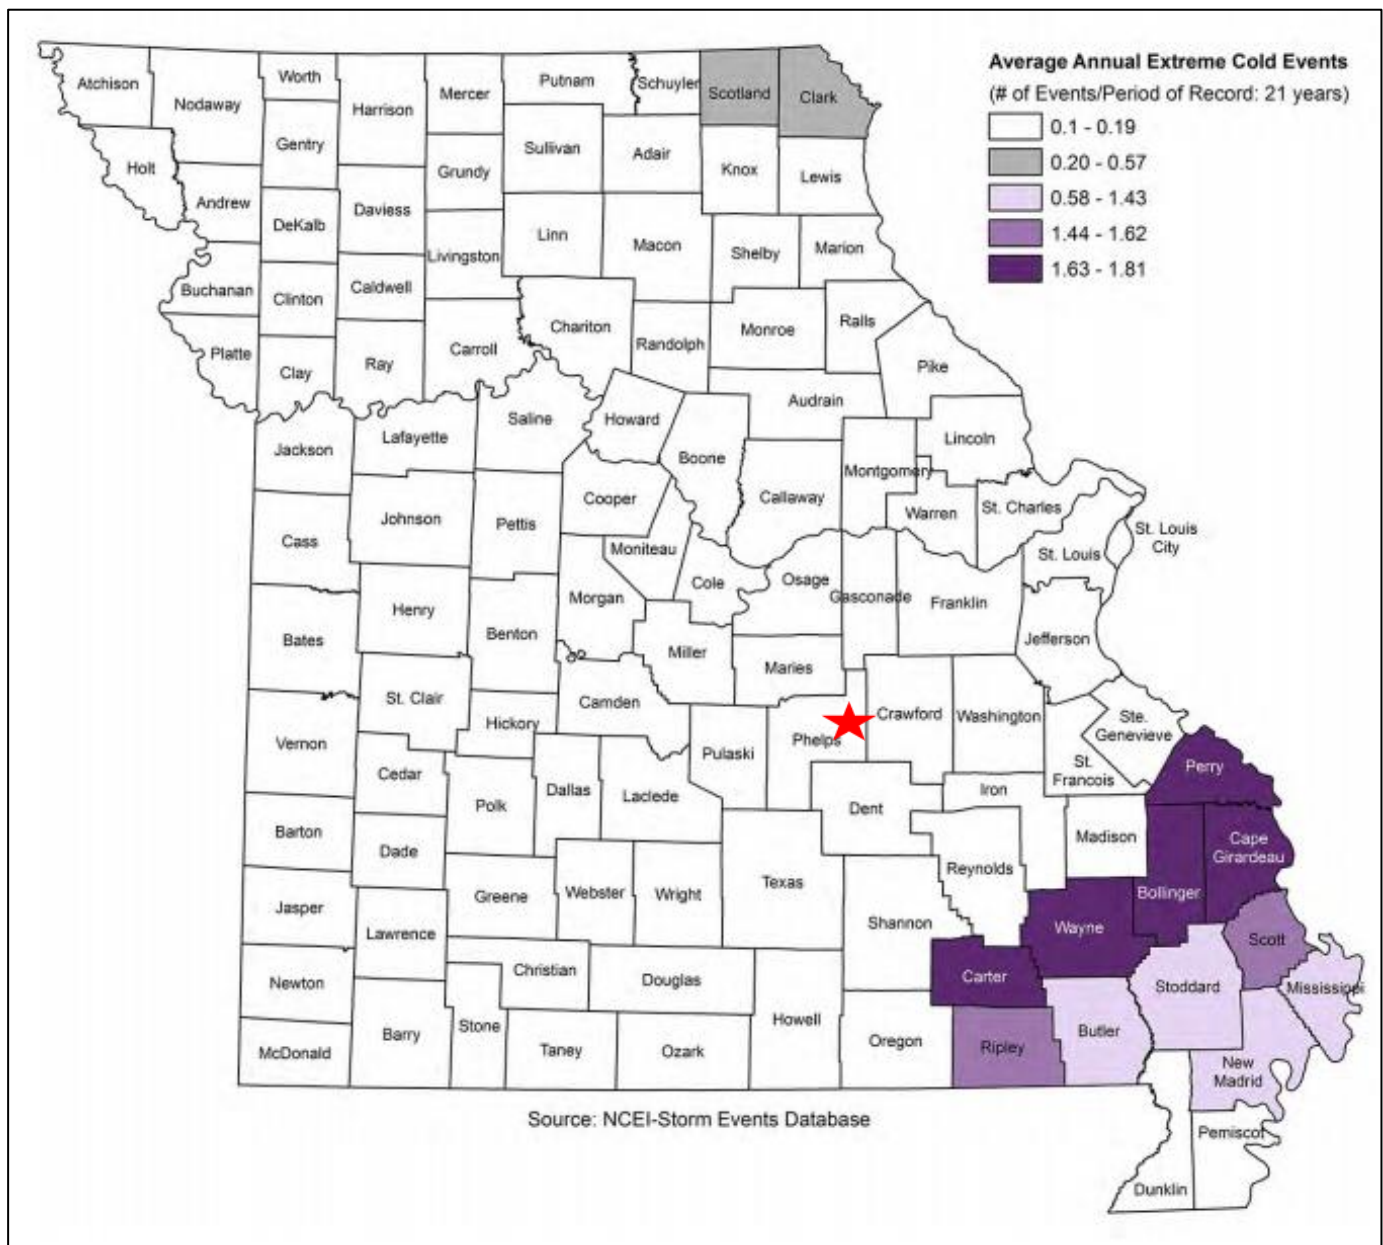 Average Annual Extreme Cold Events
(# of Events/Period of Record: 21 years)
0.1 - 0.19
0.20 - 0.57
0.58 - 1.43
1.44 - 1.62
1.63 - 1.81
Atchison
Nodaway
Worth
Harrison
Mercer
Putnam
Schuyler
Scotland
Clark
Holt
Gentry
Sullivan
Adair
Knox
Lewis
Andrew
DeKalb
Daviess
Grundy
Linn
Macon
Shelby
Marion
Buchanan
Clinton
Caldwell
Livingston
Chariton
Randolph
Monroe
Ralls
Pike
Platte
Clay
Ray
Carroll
Audrain
Jackson
Lafayette
Saline
Howard
Boone
Callaway
Montgomery
Lincoln
Cass
Johnson
Pettis
Cooper
Moniteau
Cole
Osage
Gasconade
Warren
St. Charles
St. Louis
St. Louis
City
Franklin
Jefferson
Bates
Henry
Benton
Morgan
Miller
Maries
Vernon
St. Clair
Hickory
Camden
Pulaski
Phelps
Crawford
Washington
St.
Francois
Ste.
Genevieve
Perry
Barton
Cedar
Polk
Dallas
Laclede
Dent
Iron
Madison
Bollinger
Cape
Girardeau
Jasper
Dade
Greene
Webster
Wright
Texas
Shannon
Reynolds
Wayne
Scott
Newton
Lawrence
Christian
Douglas
Howell
Carter
Stoddard
Mississippi
McDonald
Barry
Stone
Taney
Ozark
Oregon
Ripley
Butler
New
Madrid
Pemiscot
Dunklin
Source: NCEI-Storm Events Database